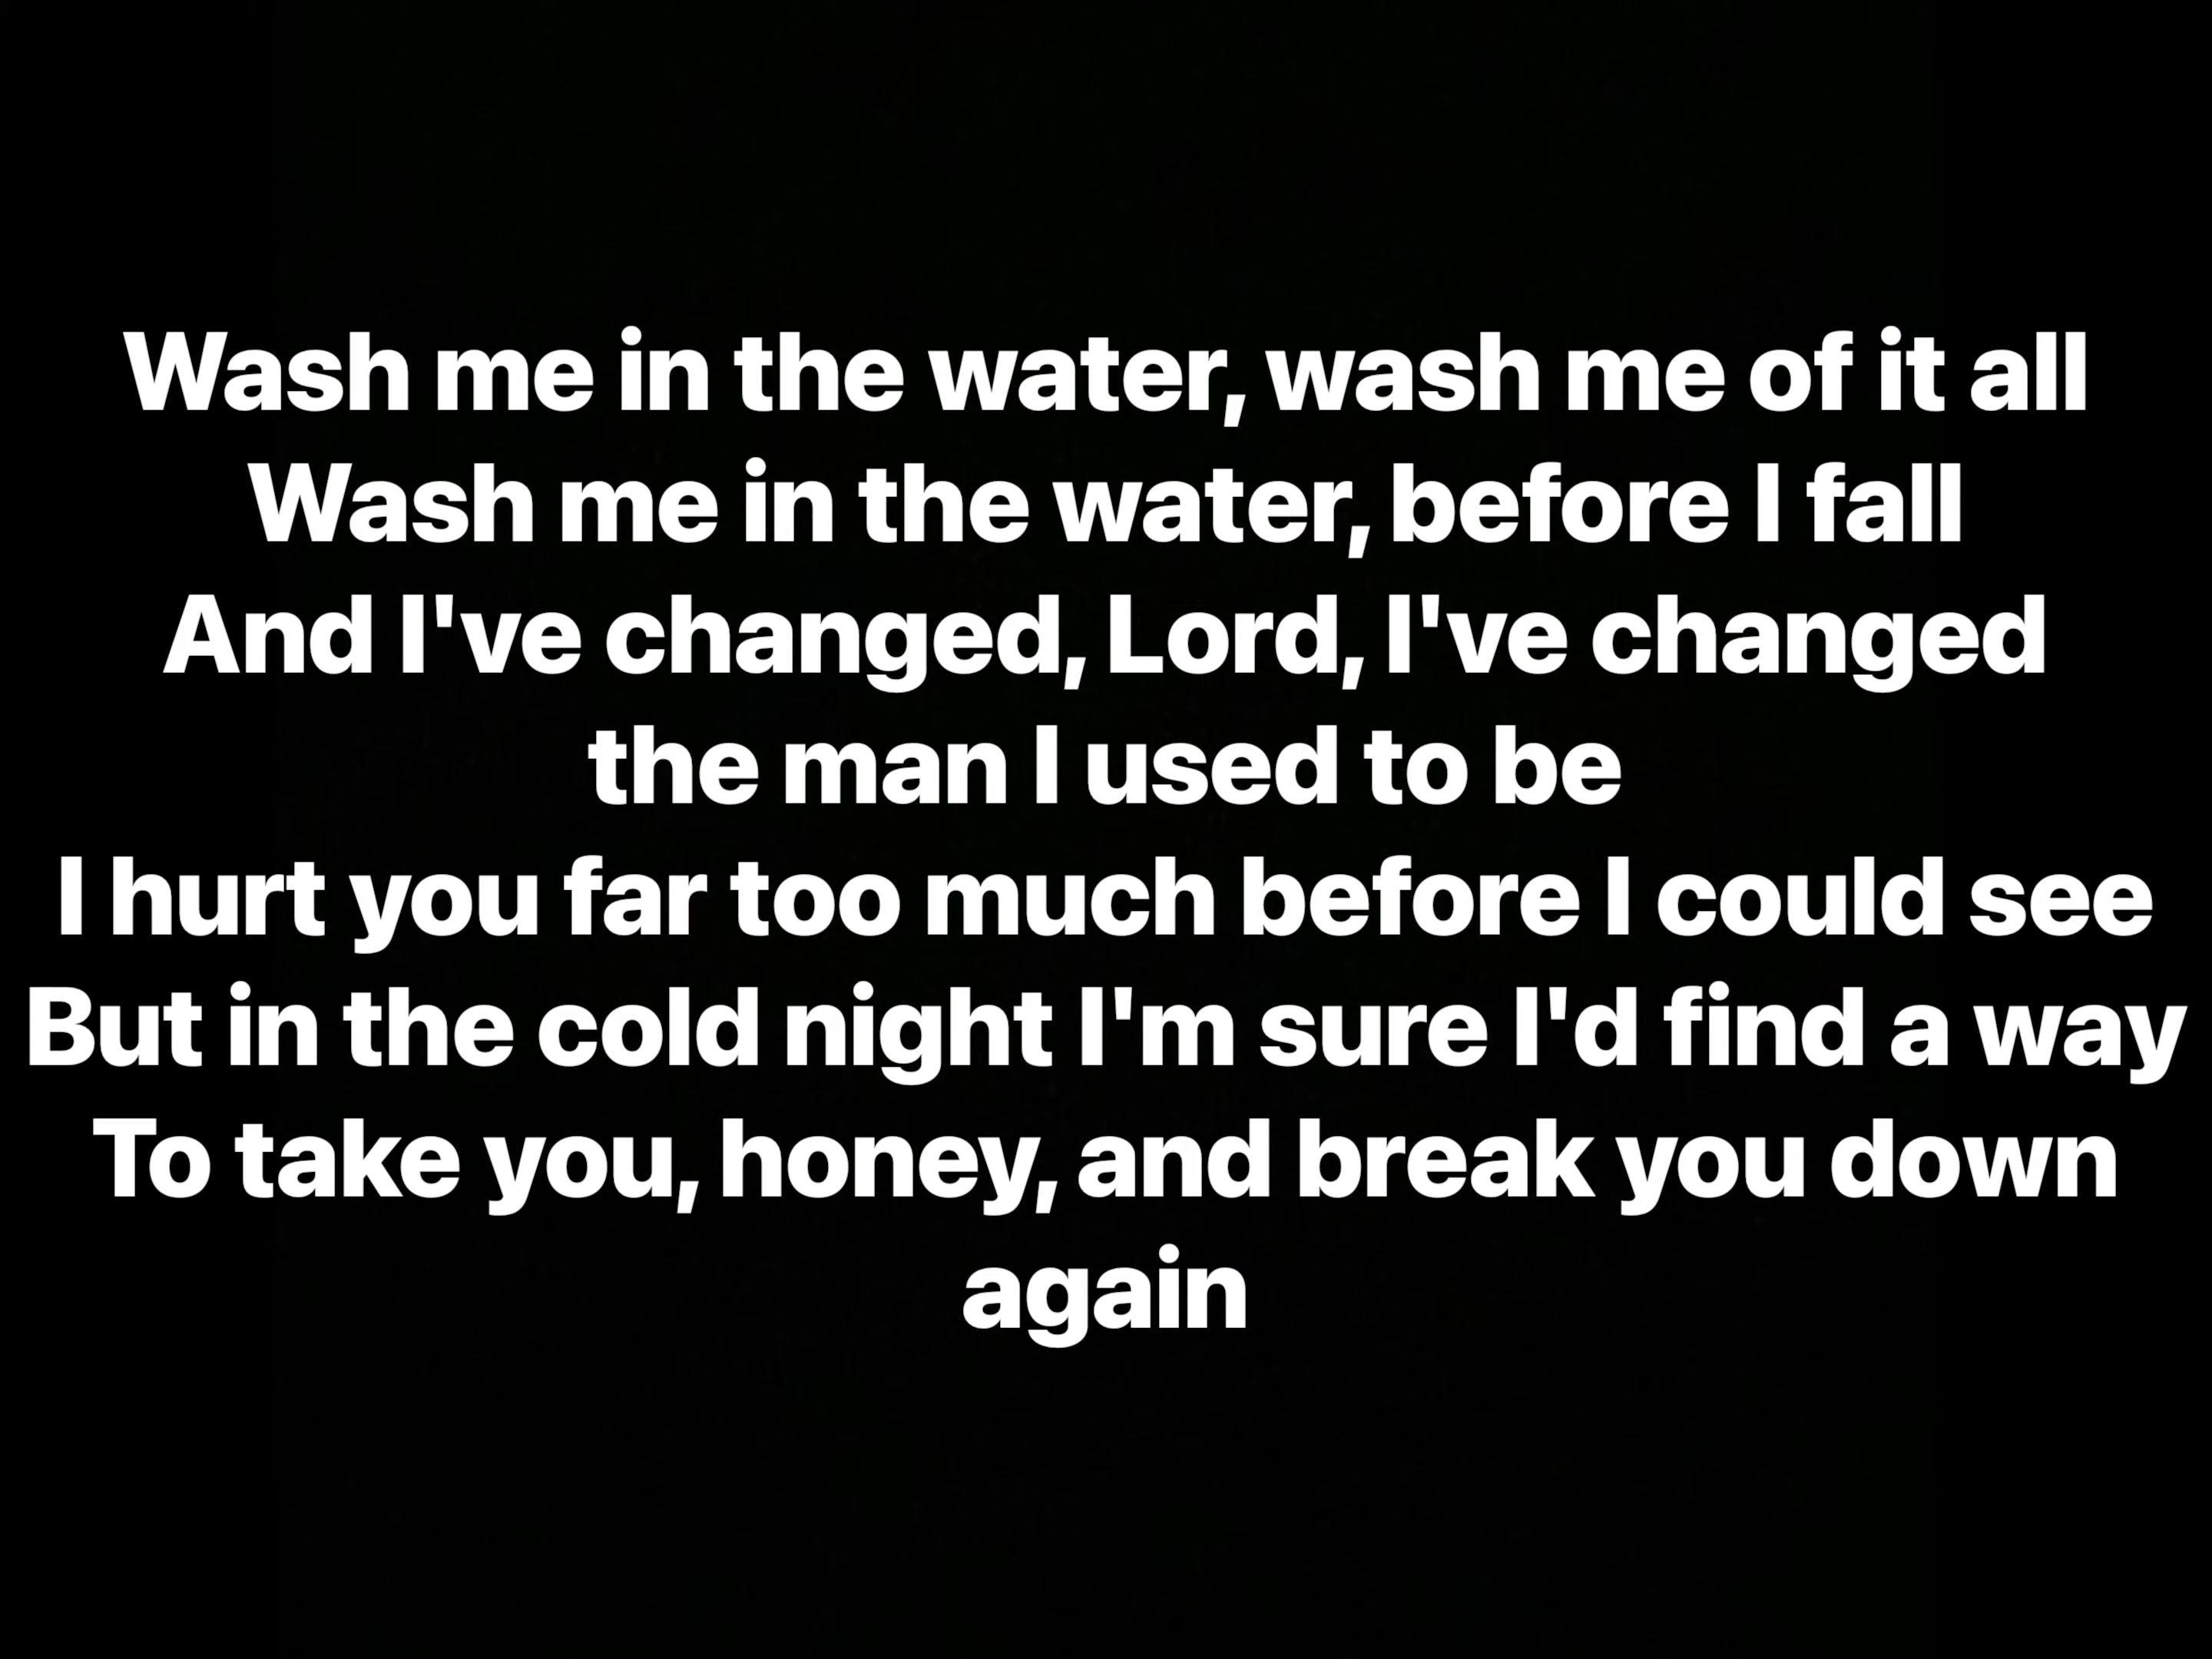 Wash me in the water, wash me of it all
Wash me in the water, before I fall
And I've changed, Lord, I've changed
the man I used to be
I hurt you far too much before I could see
But in the cold night I'm sure I'd find a way
To take you, honey, and break you down
again